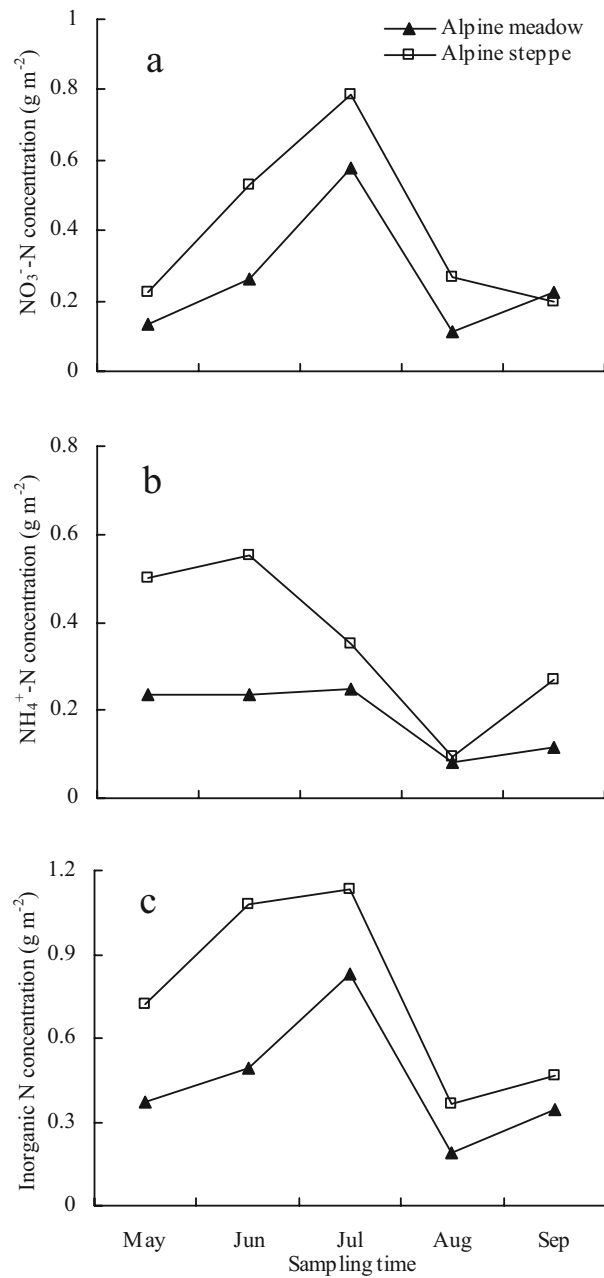 1
Alpine meadow
a
Alpine steppe
0.8
0.6
0.4
0.2
0
NO₃⁻-N concentration (g m⁻²)
0.8
b
0.6
0.4
0.2
0
NH₄⁺-N concentration (g m⁻²)
1.2
c
0.9
0.6
0.3
0
Inorganic N concentration (g m⁻²)
May Jun Jul Aug Sep
Sampling time